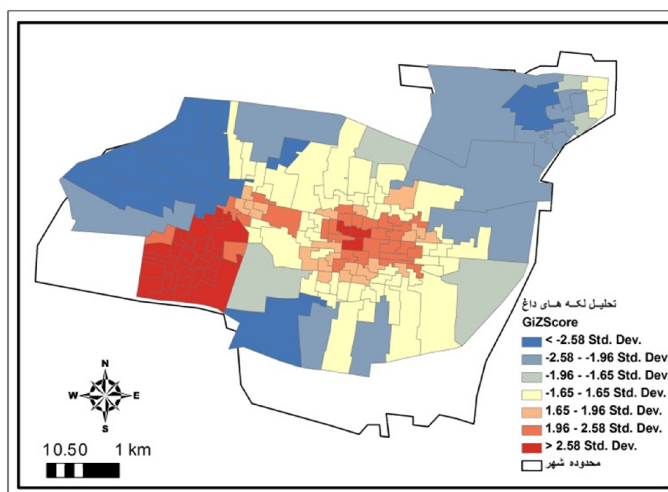 تحلیل لکه های داغ
GiZScore
< -2.58 Std. Dev.
-2.58 - -1.96 Std. Dev.
-1.96 - -1.65 Std. Dev.
-1.65 - 1.65 Std. Dev.
1.65 - 1.96 Std. Dev.
1.96 - 2.58 Std. Dev.
> 2.58 Std. Dev.
محدوده شهر
N
W E
S
10.50 1 km